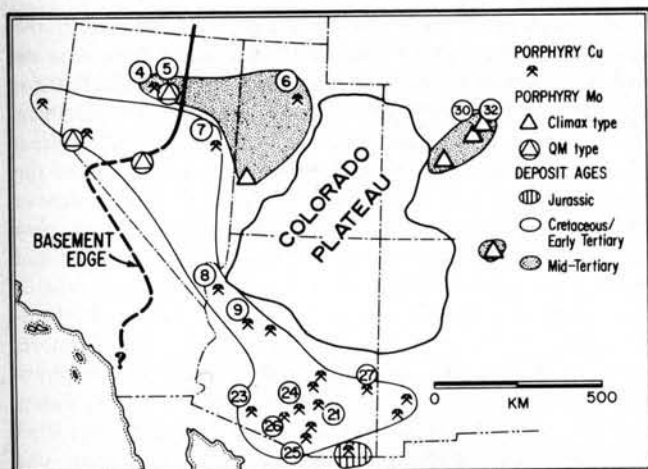 4 5
6
7
30 32
COLORADO
PLATEAU
BASEMENT
EDGE
?
8
9
23
24
27
26
21
25
PORPHYRY Cu
PORPHYRY Mo
Climax type
QM type
DEPOSIT AGES
Jurassic
Cretaceous/
Early Tertiary
Mid-Tertiary
0 500
KM